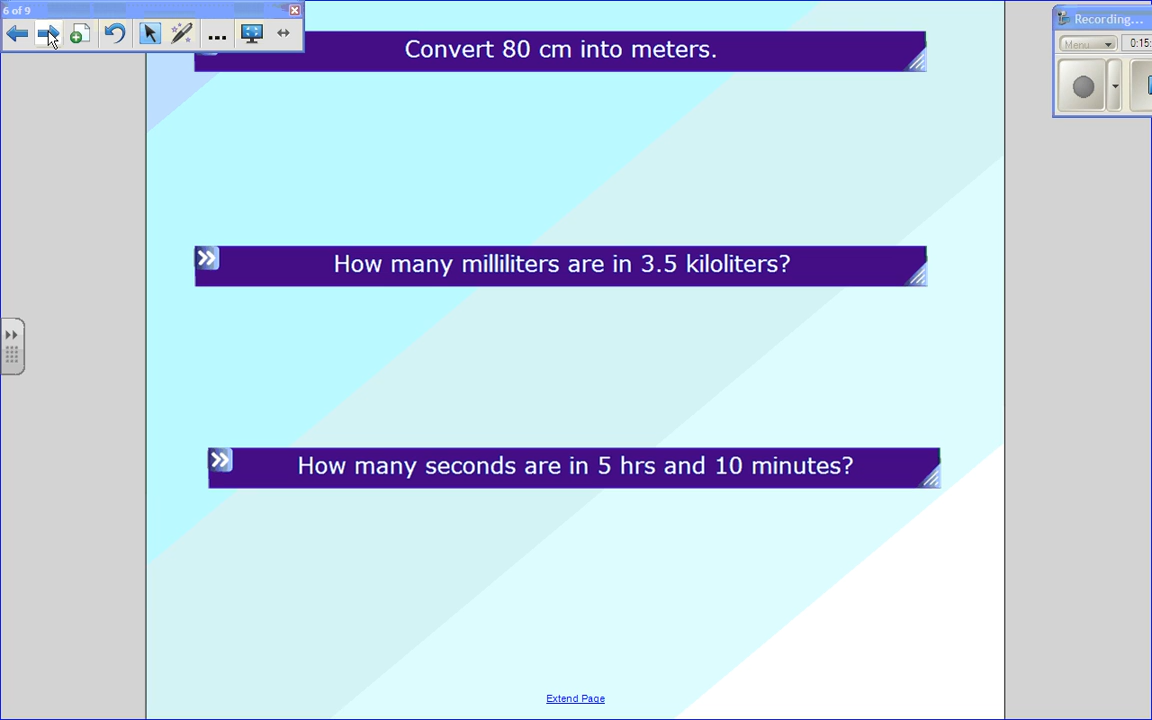 6 of 9
Recording...
Menu
0:15:
Convert 80 cm into meters.
How many milliliters are in 3.5 kiloliters?
How many seconds are in 5 hrs and 10 minutes?
Extend Page